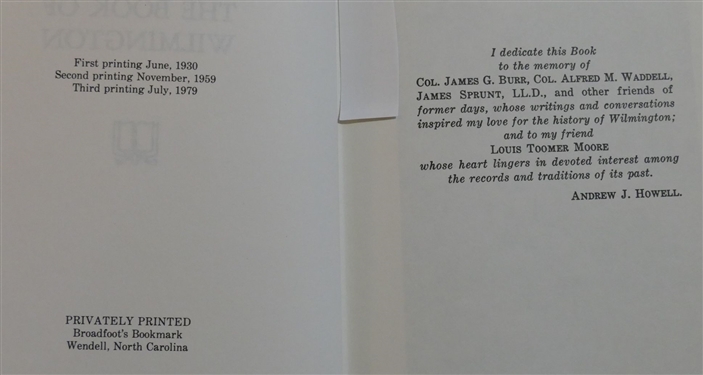 THE BOOK OF
WILMINGTON
First printing June, 1930
Second printing November, 1959
Third printing July, 1979
PRIVATELY PRINTED
Broadfoot's Bookmark
Wendell, North Carolina
I dedicate this Book
to the memory of
COL. JAMES G. BURR, COL. ALFRED M. WADDELL,
JAMES SPRUNT, LL.D., and other friends of
former days, whose writings and conversations
inspired my love for the history of Wilmington;
and to my friend
LOUIS TOOMER MOORE
whose heart lingers in devoted interest among
the records and traditions of its past.
ANDREW J. HOWELL.